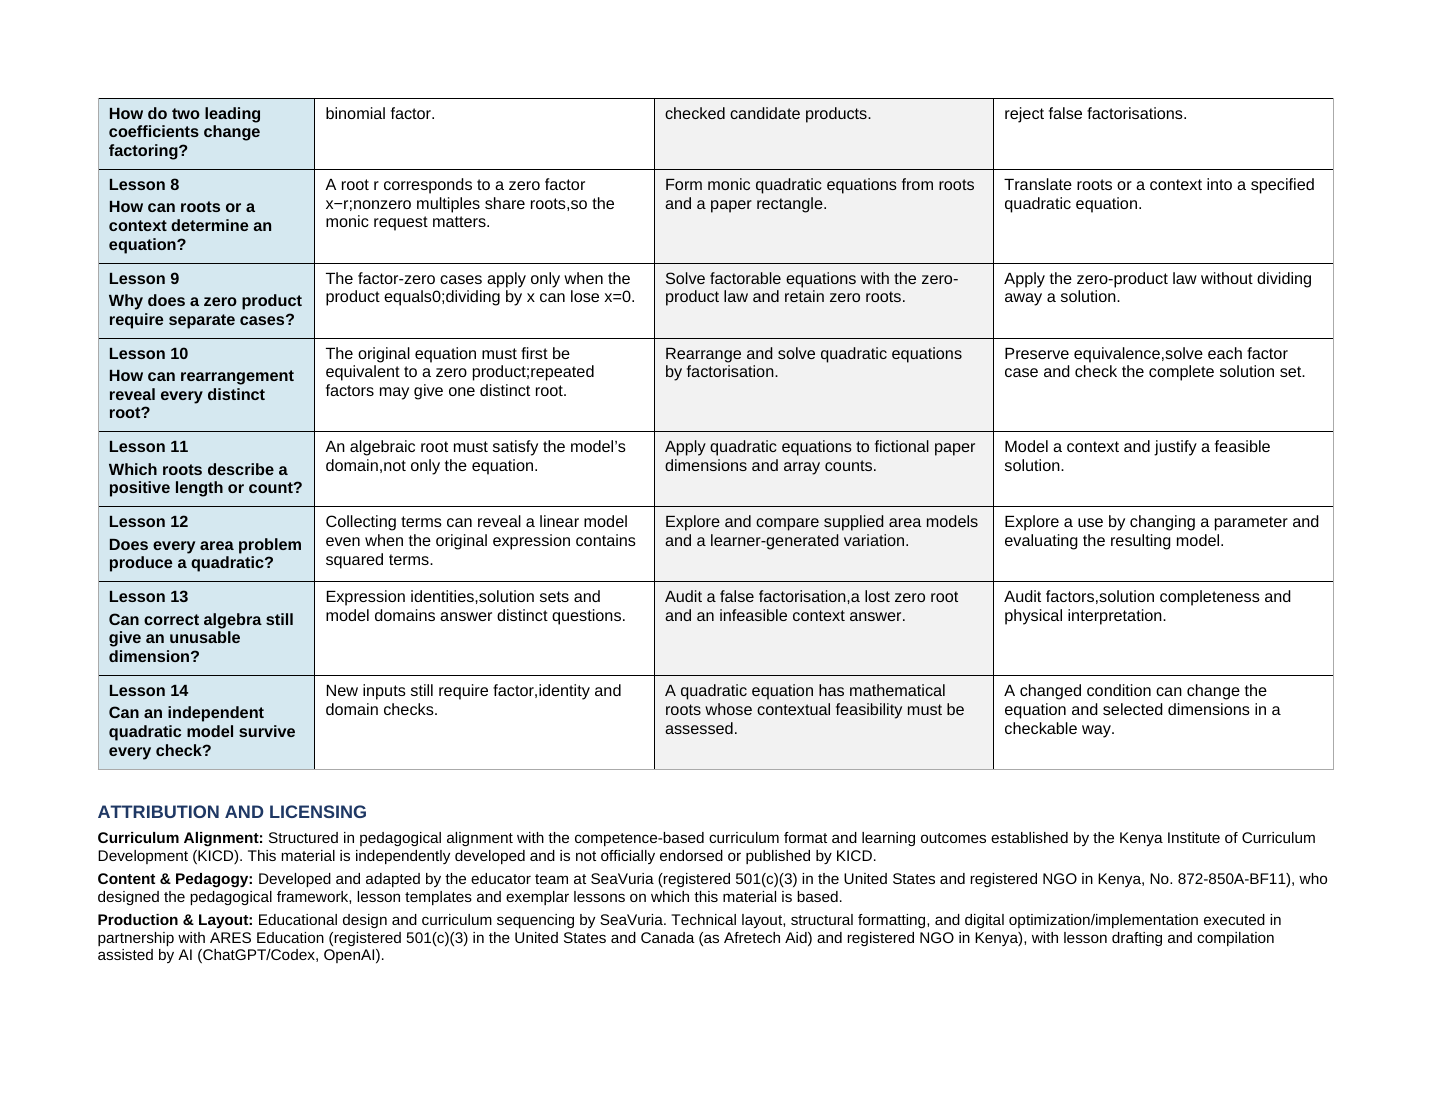 How do two leading
coefficients change
factoring?
binomial factor.
checked candidate products.
reject false factorisations.
Lesson 8
How can roots or a
context determine an
equation?
A root r corresponds to a zero factor
x−r;nonzero multiples share roots,so the
monic request matters.
Form monic quadratic equations from roots
and a paper rectangle.
Translate roots or a context into a specified
quadratic equation.
Lesson 9
Why does a zero product
require separate cases?
The factor-zero cases apply only when the
product equals0;dividing by x can lose x=0.
Solve factorable equations with the zero-
product law and retain zero roots.
Apply the zero-product law without dividing
away a solution.
Lesson 10
How can rearrangement
reveal every distinct
root?
The original equation must first be
equivalent to a zero product;repeated
factors may give one distinct root.
Rearrange and solve quadratic equations
by factorisation.
Preserve equivalence,solve each factor
case and check the complete solution set.
Lesson 11
Which roots describe a
positive length or count?
An algebraic root must satisfy the model’s
domain,not only the equation.
Apply quadratic equations to fictional paper
dimensions and array counts.
Model a context and justify a feasible
solution.
Lesson 12
Does every area problem
produce a quadratic?
Collecting terms can reveal a linear model
even when the original expression contains
squared terms.
Explore and compare supplied area models
and a learner-generated variation.
Explore a use by changing a parameter and
evaluating the resulting model.
Lesson 13
Can correct algebra still
give an unusable
dimension?
Expression identities,solution sets and
model domains answer distinct questions.
Audit a false factorisation,a lost zero root
and an infeasible context answer.
Audit factors,solution completeness and
physical interpretation.
Lesson 14
Can an independent
quadratic model survive
every check?
New inputs still require factor,identity and
domain checks.
A quadratic equation has mathematical
roots whose contextual feasibility must be
assessed.
A changed condition can change the
equation and selected dimensions in a
checkable way.
ATTRIBUTION AND LICENSING
Curriculum Alignment: Structured in pedagogical alignment with the competence-based curriculum format and learning outcomes established by the Kenya Institute of Curriculum
Development (KICD). This material is independently developed and is not officially endorsed or published by KICD.
Content & Pedagogy: Developed and adapted by the educator team at SeaVuria (registered 501(c)(3) in the United States and registered NGO in Kenya, No. 872-850A-BF11), who
designed the pedagogical framework, lesson templates and exemplar lessons on which this material is based.
Production & Layout: Educational design and curriculum sequencing by SeaVuria. Technical layout, structural formatting, and digital optimization/implementation executed in
partnership with ARES Education (registered 501(c)(3) in the United States and Canada (as Afretech Aid) and registered NGO in Kenya), with lesson drafting and compilation
assisted by AI (ChatGPT/Codex, OpenAI).